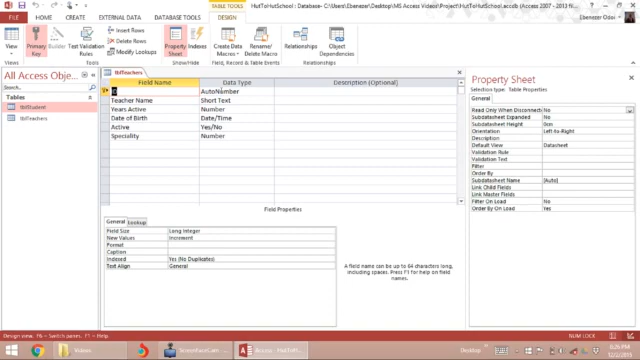 TABLE TOOLS
HutToHutSchool : Database- C:\Users\Ebenezer\Desktop\MS Access Videos\Project\HutToHutSchool.accdb (Access 2007 - 2013 fi
FILE HOME CREATE EXTERNAL DATA DATABASE TOOLS DESIGN
View Primary Key Builder Test Validation Rules
Insert Rows
Delete Rows
Modify Lookups
Property Sheet Indexes
Create Data Macros Rename/Delete Macro
Relationships Object Dependencies
Views Tools Show/Hide Field, Record & Table Events Relationships
All Access Obje...
Search...
Tables
tblStudent
tblTeachers
tblTeachers
Field Name Data Type Description (Optional)
ID AutoNumber
Teacher Name Short Text
Years Active Number
Date of Birth Date/Time
Active Yes/No
Speciality Number
Field Properties
General Lookup
Field Size Long Integer
New Values Increment
Format
Caption
Indexed Yes (No Duplicates)
Text Align General
A field name can be up to 64 characters long,
including spaces. Press F1 for help on field
names.
Property Sheet
Selection type: Table Properties
General
Read Only When Disconnect No
Subdatasheet Expanded No
Subdatasheet Height 0cm
Orientation Left-to-Right
Description
Default View Datasheet
Validation Rule
Validation Text
Filter
Order By
Subdatasheet Name [Auto]
Link Child Fields
Link Master Fields
Filter On Load No
Order By On Load Yes
Design view. F6 = Switch panes. F1 = Help.
NUM LOCK
Videos
Access - HutToH...
Desktop